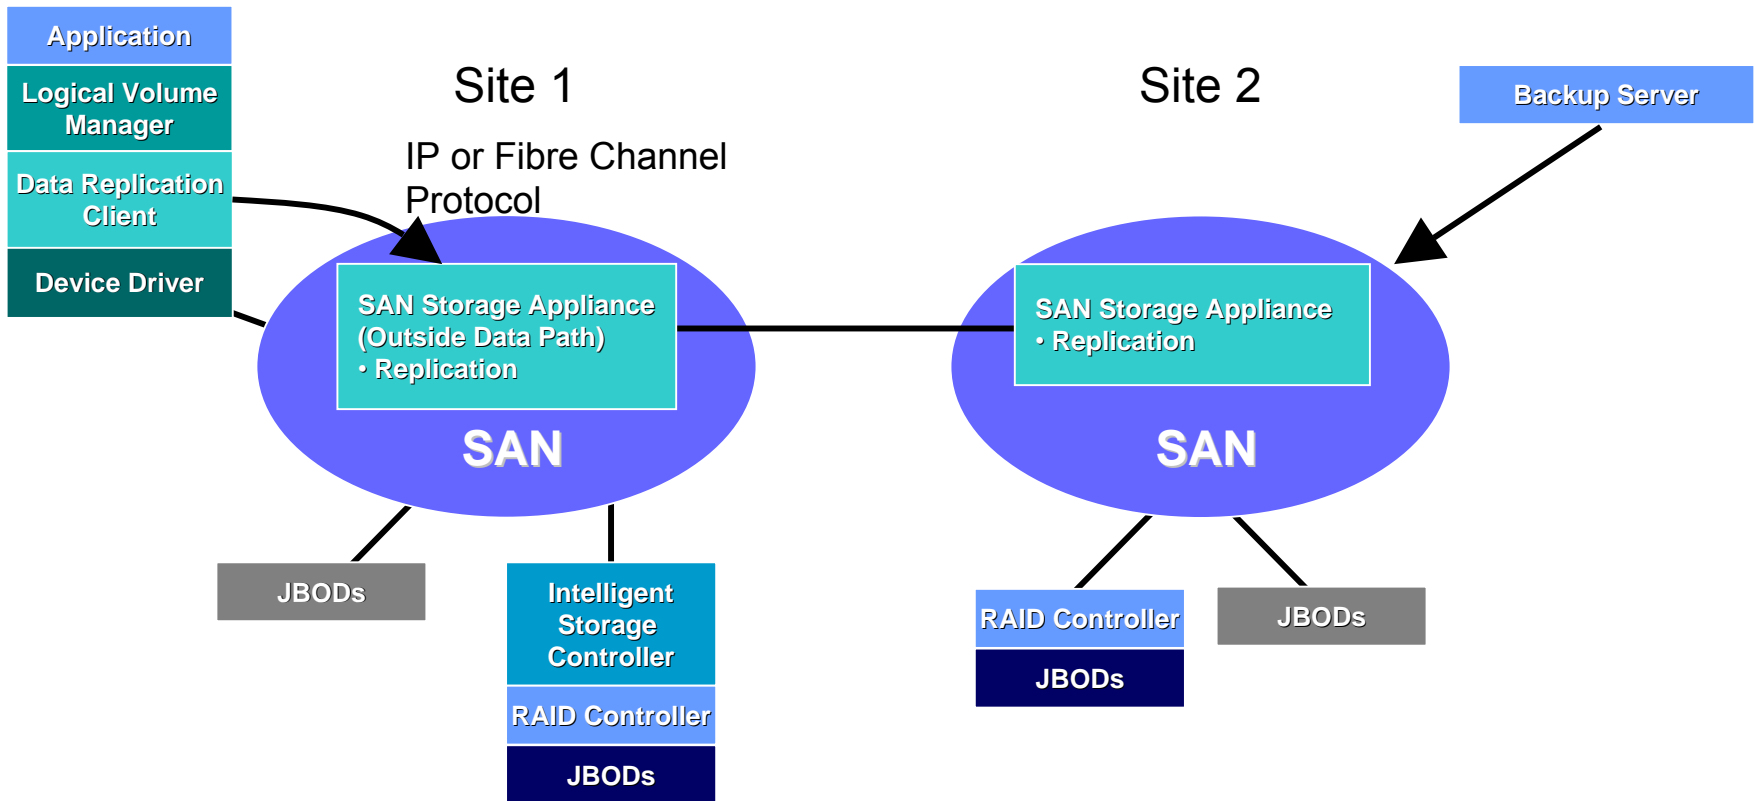 Application
Logical Volume
Manager
Data Replication
Client
Device Driver
Site 1
IP or Fibre Channel
Protocol
SAN Storage Appliance
(Outside Data Path)
• Replication
SAN
JBODs
Intelligent
Storage
Controller
RAID Controller
JBODs
Site 2
Backup Server
SAN Storage Appliance
• Replication
SAN
RAID Controller
JBODs
JBODs